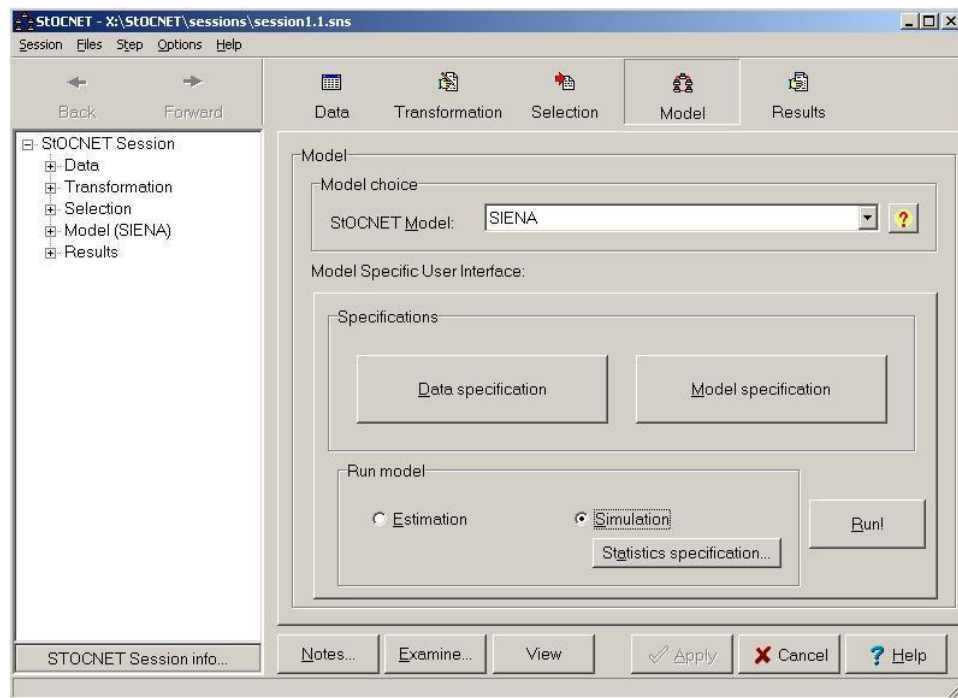 StOCNET - X:\StOCNET\sessions\session1.1.sns
Session Files Step Options Help
Back Forward Data Transformation Selection Model Results
StOCNET Session
Data
Transformation
Selection
Model (SIENA)
Results
Model
Model choice
StOCNET Model: SIENA ?
Model Specific User Interface:
Specifications
Data specification Model specification
Run model
Estimation Simulation Run!
Statistics specification...
STOCNET Session info... Notes... Examine... View Apply Cancel ? Help